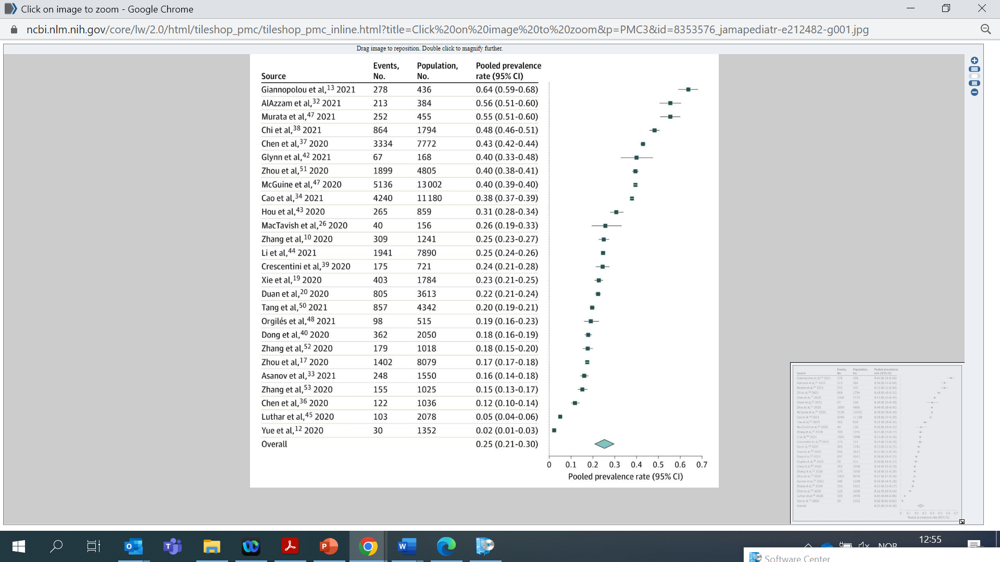 Click on image to zoom - Google Chrome
ncbi.nlm.nih.gov/core/lw/2.0/html/tileshop_pmc/tileshop_pmc_inline.html?title=Click%20on%20image%20to%20zoom&p=PMC3&id=8353576_jamapediatr-e212482-g001.jpg
Drag image to reposition. Double click to magnify further.
Events, Population, Pooled prevalence
Source No. No. rate (95% CI)
Giannopolou et al,13 2021 278 436 0.64 (0.59-0.68)
AlAzzam et al,32 2021 213 384 0.56 (0.51-0.60)
Murata et al,47 2021 252 455 0.55 (0.51-0.60)
Chi et al,38 2021 864 1794 0.48 (0.46-0.51)
Chen et al,37 2020 3334 7772 0.43 (0.42-0.44)
Glynn et al,42 2021 67 168 0.40 (0.33-0.48)
Zhou et al,51 2020 1899 4805 0.40 (0.38-0.41)
McGuine et al,47 2020 5136 13 002 0.40 (0.39-0.40)
Cao et al,34 2021 4240 11 180 0.38 (0.37-0.39)
Hou et al,43 2020 265 859 0.31 (0.28-0.34)
MacTavish et al,26 2020 40 156 0.26 (0.19-0.33)
Zhang et al,10 2020 309 1241 0.25 (0.23-0.27)
Li et al,44 2021 1941 7890 0.25 (0.24-0.26)
Crescentini et al,39 2020 175 721 0.24 (0.21-0.28)
Xie et al,19 2020 403 1784 0.23 (0.21-0.25)
Duan et al,20 2020 805 3613 0.22 (0.21-0.24)
Tang et al,50 2021 857 4342 0.20 (0.19-0.21)
Orgilés et al,48 2021 98 515 0.19 (0.16-0.23)
Dong et al,40 2020 362 2050 0.18 (0.16-0.19)
Zhang et al,52 2020 179 1018 0.18 (0.15-0.20)
Zhou et al,17 2020 1402 8079 0.17 (0.17-0.18)
Asanov et al,33 2021 248 1550 0.16 (0.14-0.18)
Zhang et al,53 2020 155 1025 0.15 (0.13-0.17)
Chen et al,36 2020 122 1036 0.12 (0.10-0.14)
Luthar et al,45 2020 103 2078 0.05 (0.04-0.06)
Yue et al,12 2020 30 1352 0.02 (0.01-0.03)
Overall 0.25 (0.21-0.30)
0 0.1 0.2 0.3 0.4 0.5 0.6 0.7
Pooled prevalence rate (95% CI)
12:55
NOR
Software Center